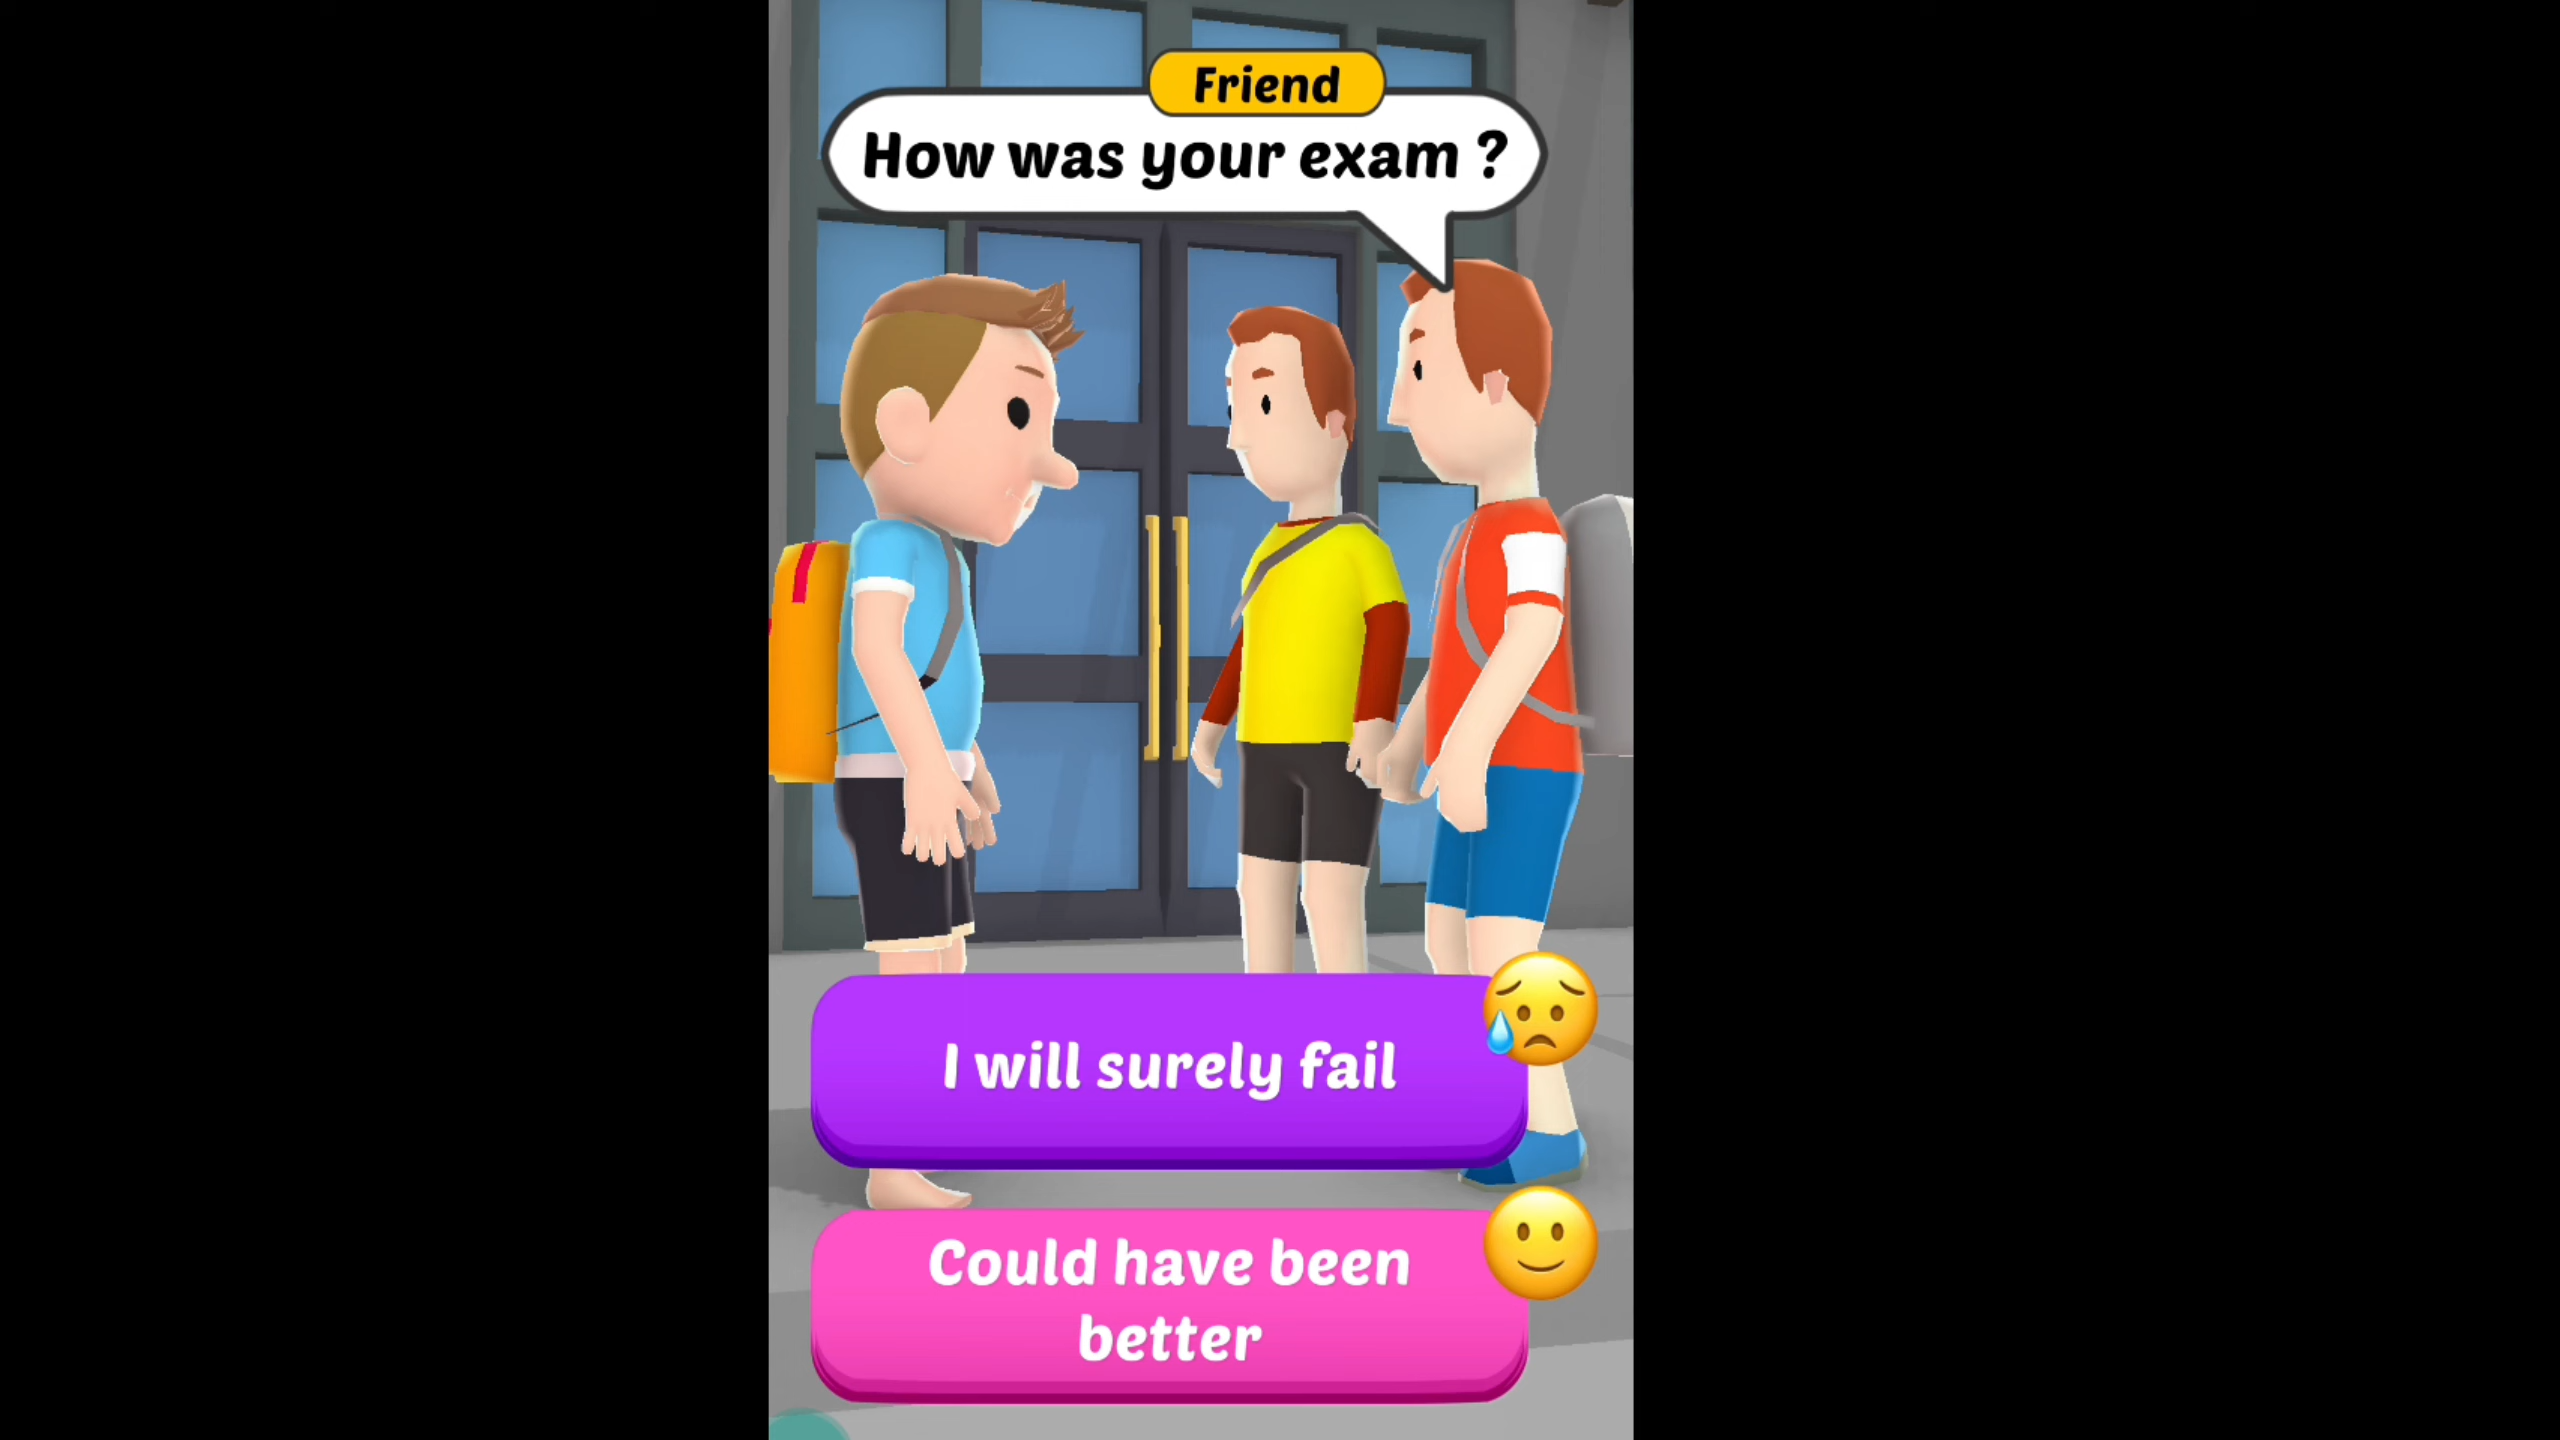 Friend
How was your exam ?
I will surely fail
Could have been
better